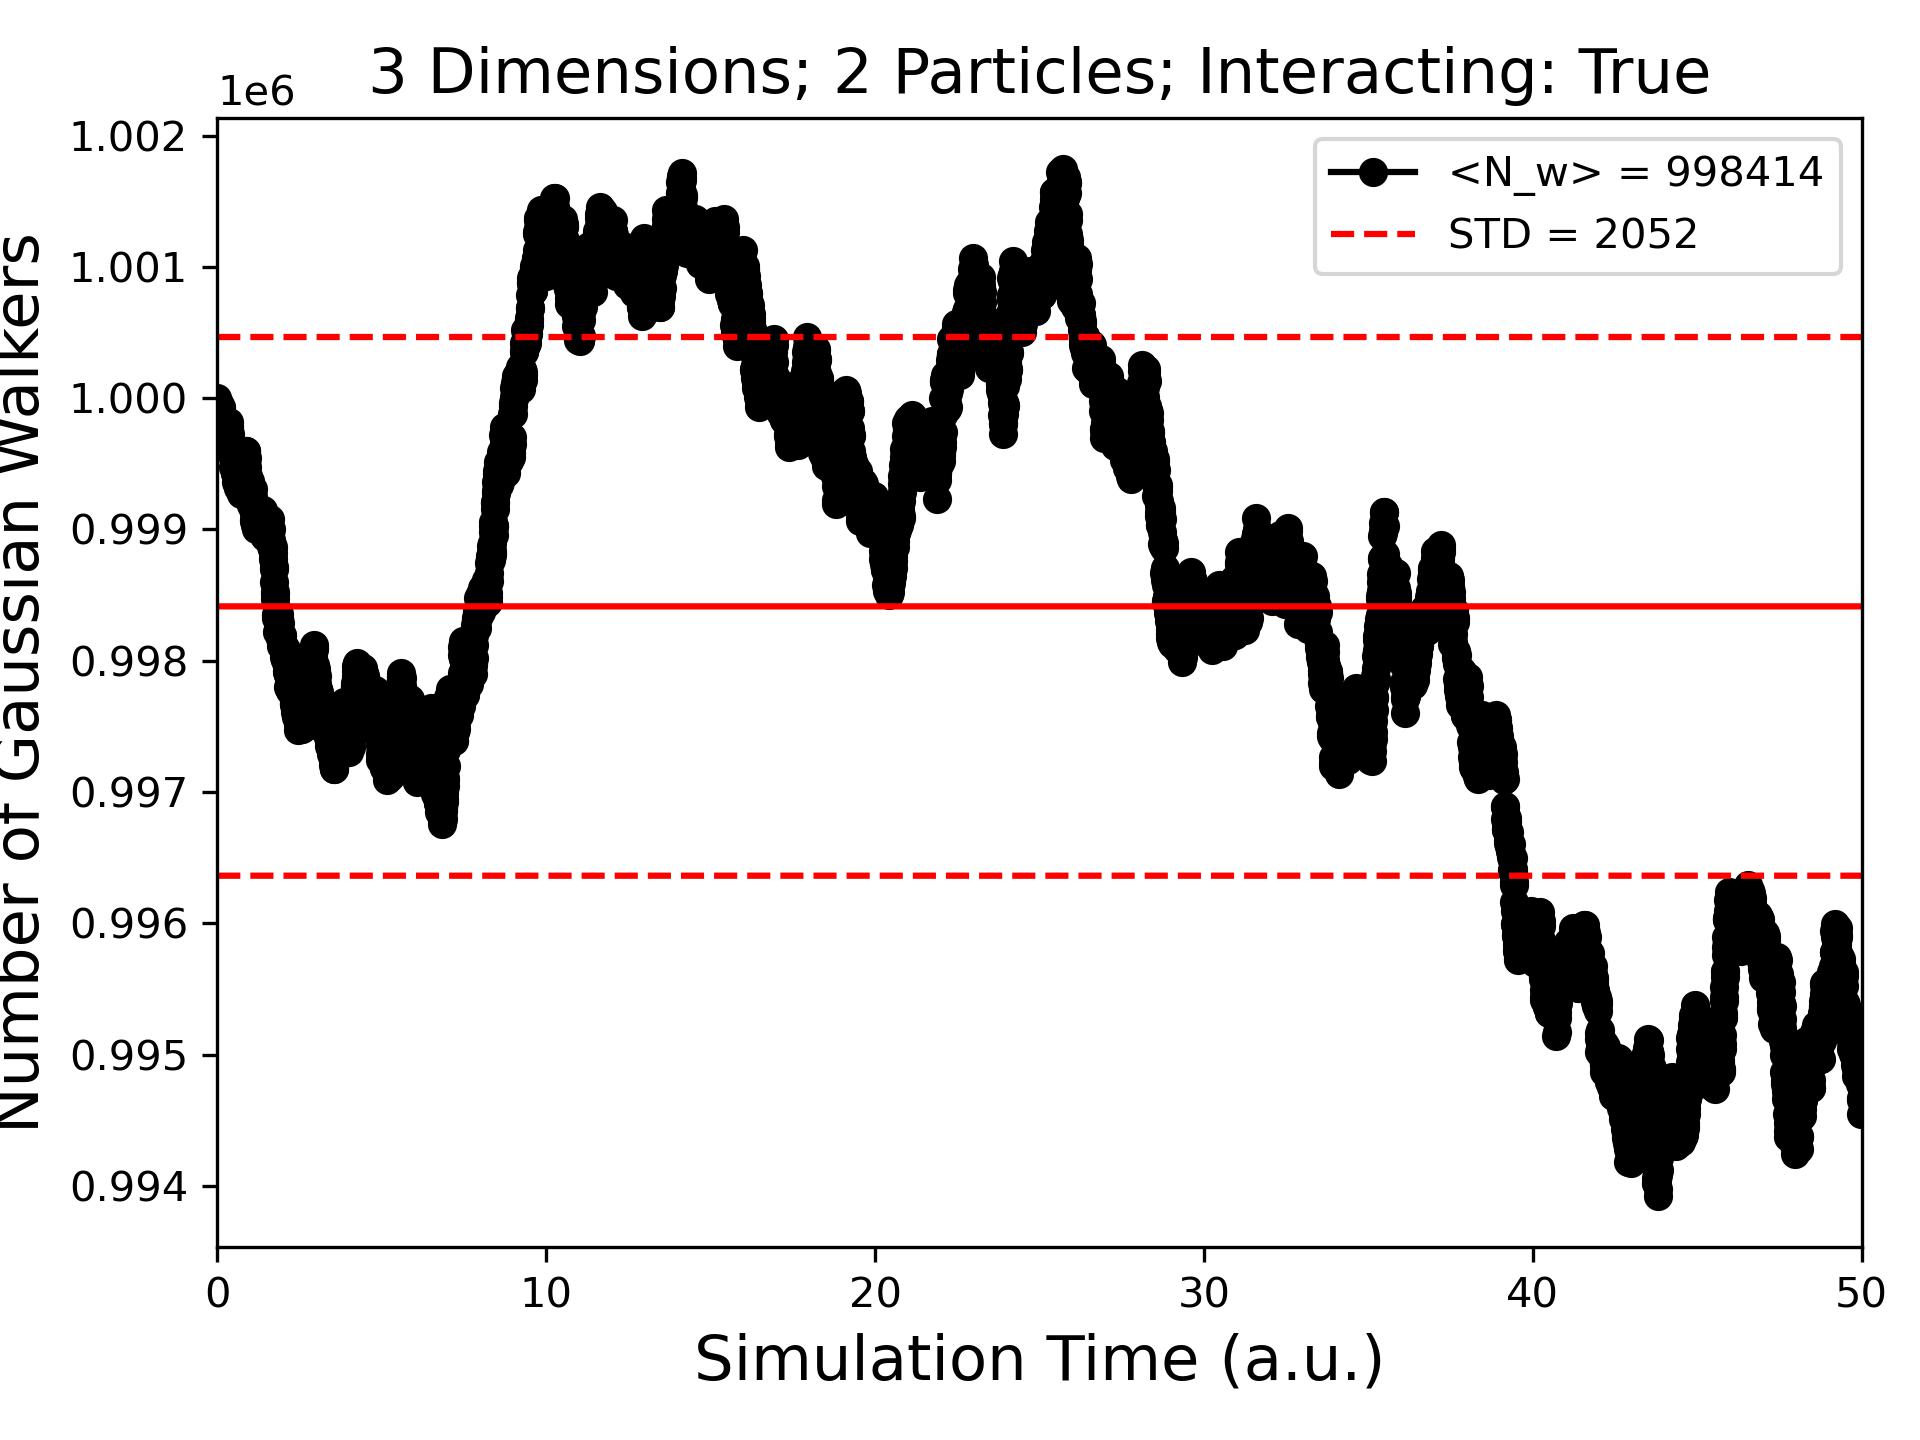 3 Dimensions; 2 Particles; Interacting: True
1e6
<N_w> = 998414
STD = 2052
Number of Gaussian Walkers
1.002
1.001
1.000
0.999
0.998
0.997
0.996
0.995
0.994
0 10 20 30 40 50
Simulation Time (a.u.)